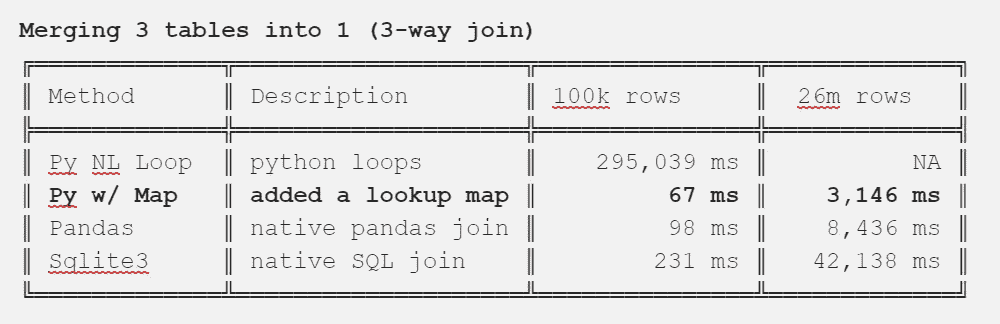 Merging 3 tables into 1 (3-way join)
Method Description 100k rows 26m rows
Py NL Loop python loops 295,039 ms NA
Py w/ Map added a lookup map 67 ms 3,146 ms
Pandas native pandas join 98 ms 8,436 ms
Sqlite3 native SQL join 231 ms 42,138 ms